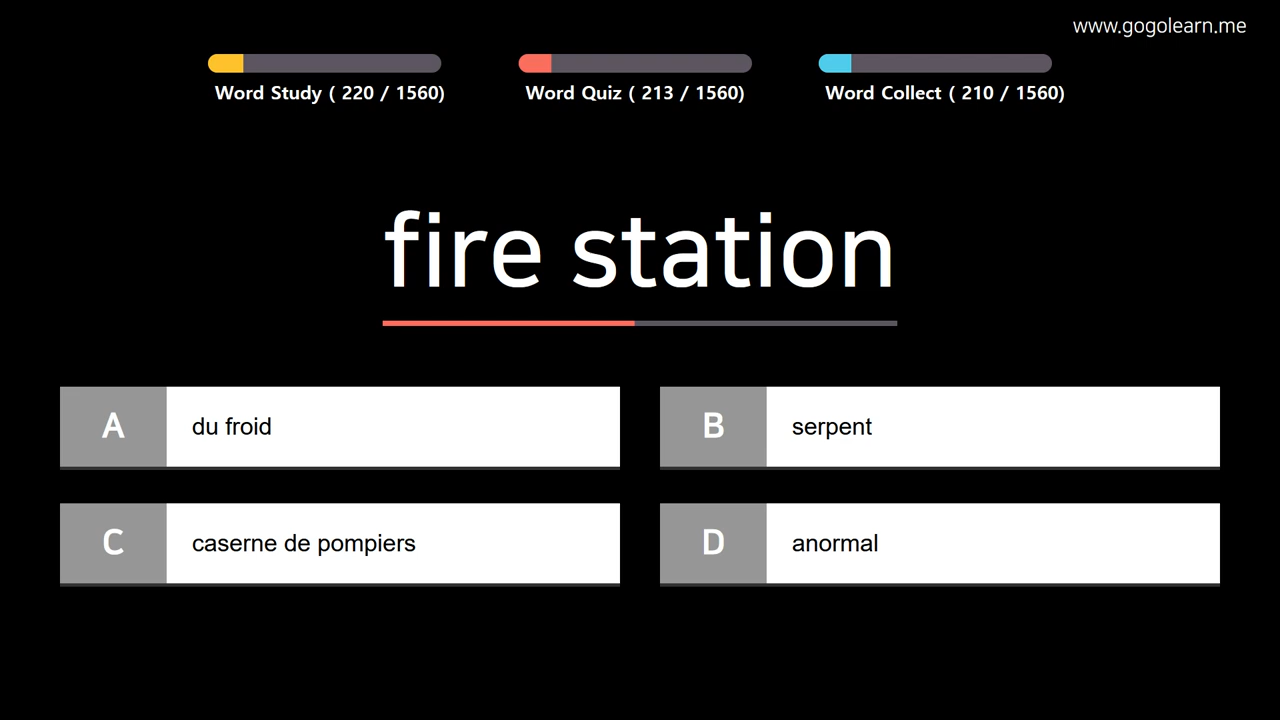 www.gogolearn.me
Word Study ( 220 / 1560)
Word Quiz ( 213 / 1560)
Word Collect ( 210 / 1560)
fire station
A du froid
B serpent
C caserne de pompiers
D anormal